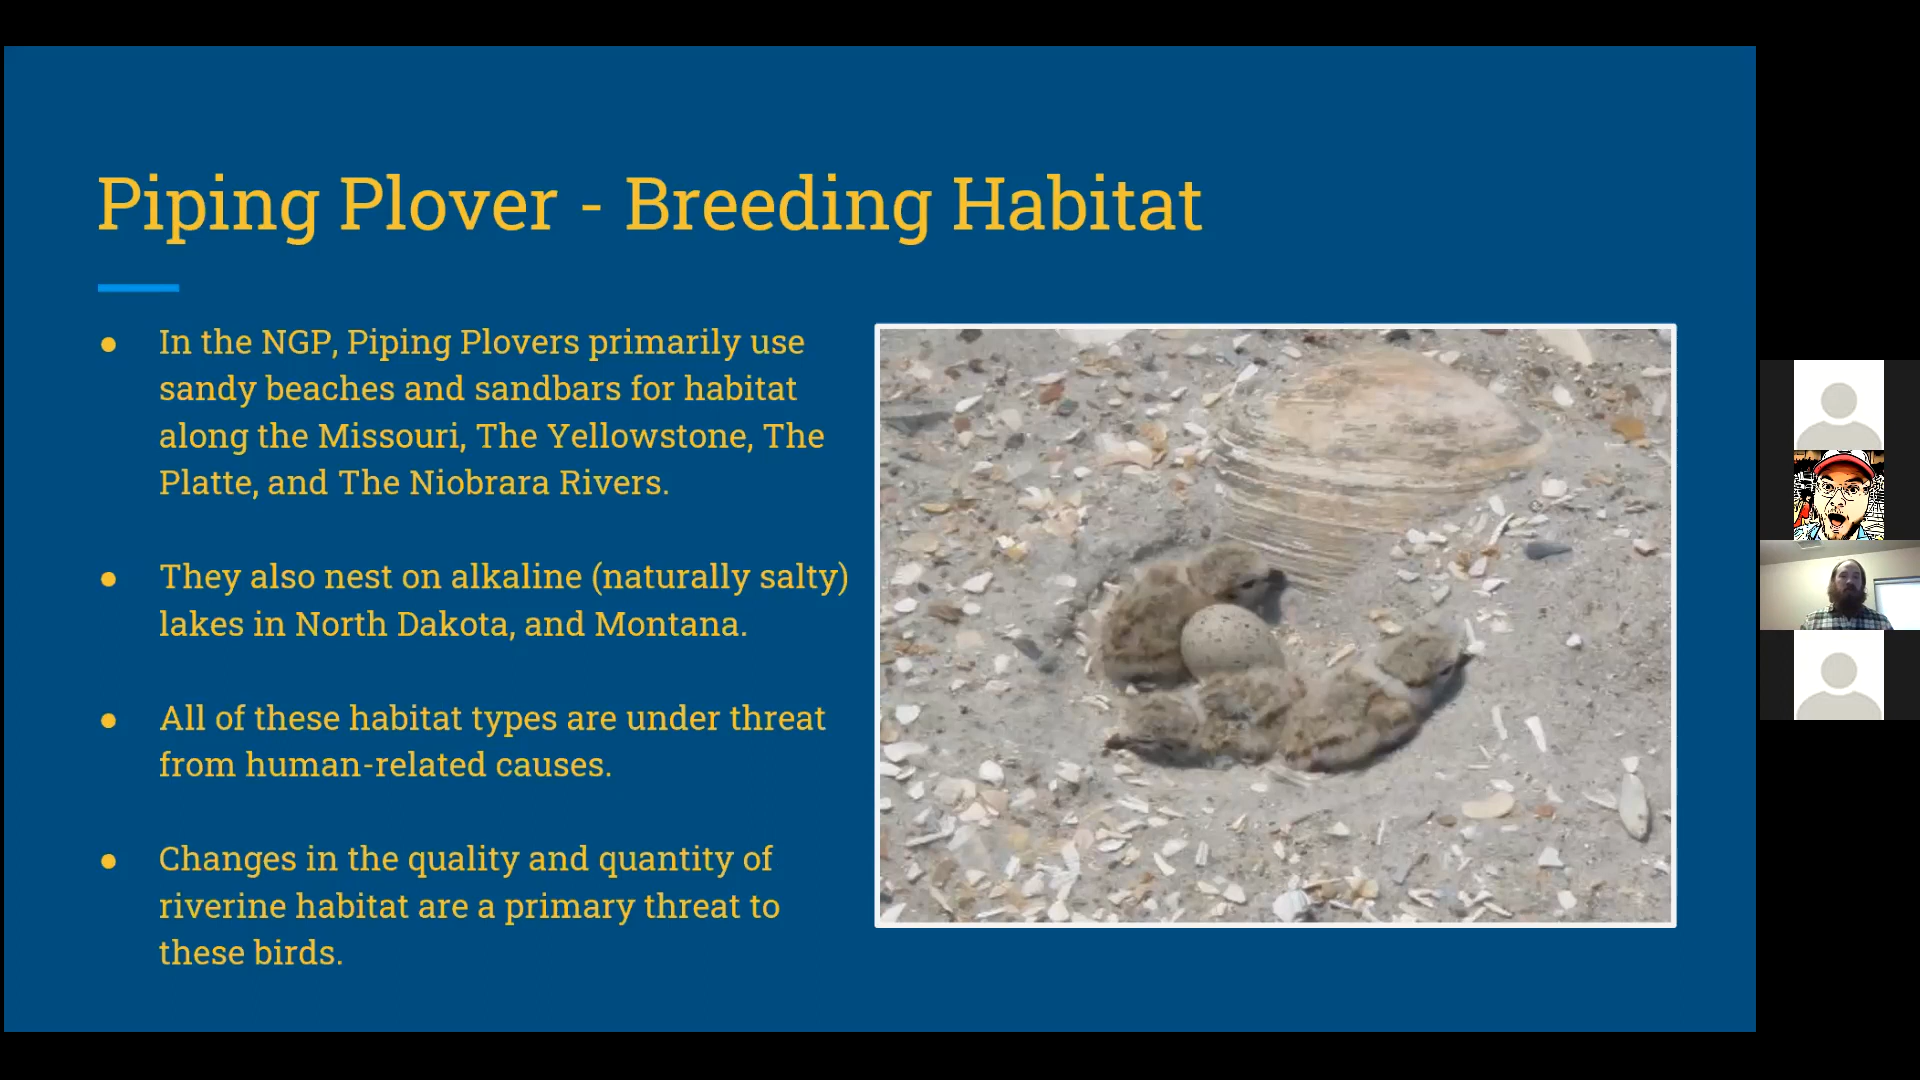 Piping Plover - Breeding Habitat
● In the NGP, Piping Plovers primarily use
sandy beaches and sandbars for habitat
along the Missouri, The Yellowstone, The
Platte, and The Niobrara Rivers.
● They also nest on alkaline (naturally salty)
lakes in North Dakota, and Montana.
● All of these habitat types are under threat
from human-related causes.
● Changes in the quality and quantity of
riverine habitat are a primary threat to
these birds.